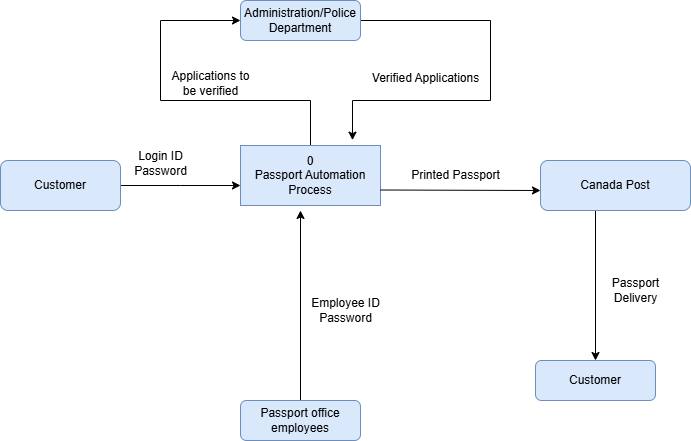 Administration/Police
Department
Applications to
be verified
Verified Applications
Login ID
Password
0
Passport Automation
Process
Printed Passport
Customer
Canada Post
Passport
Delivery
Employee ID
Password
Customer
Passport office
employees